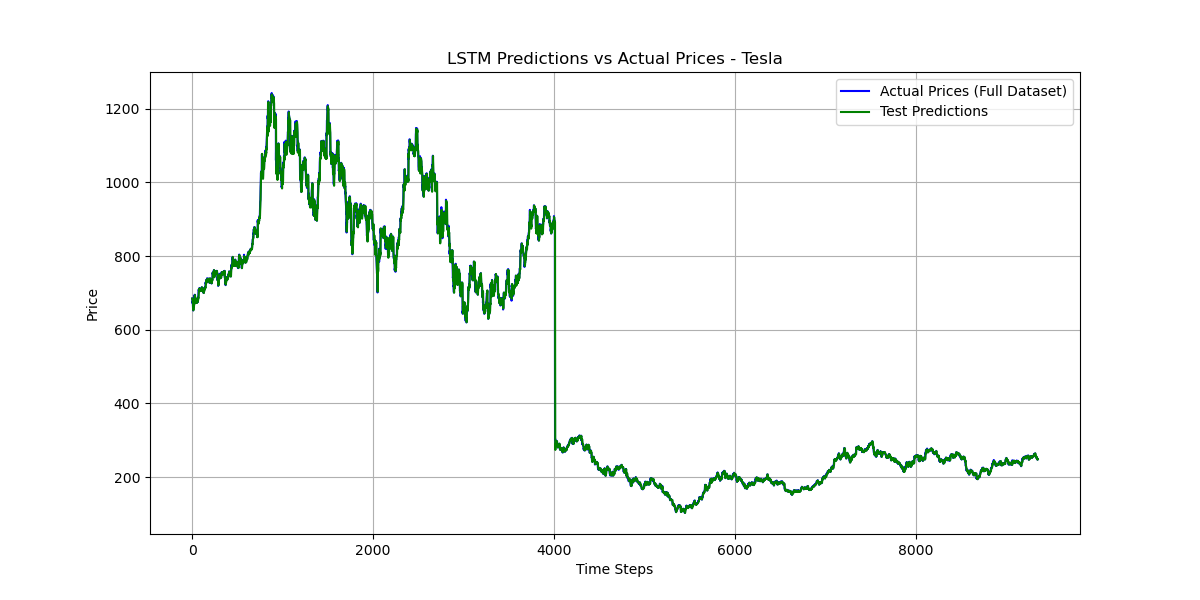 LSTM Predictions vs Actual Prices - Tesla
Actual Prices (Full Dataset)
Test Predictions
Price
1200
1000
800
600
400
200
0
2000
4000
6000
8000
Time Steps